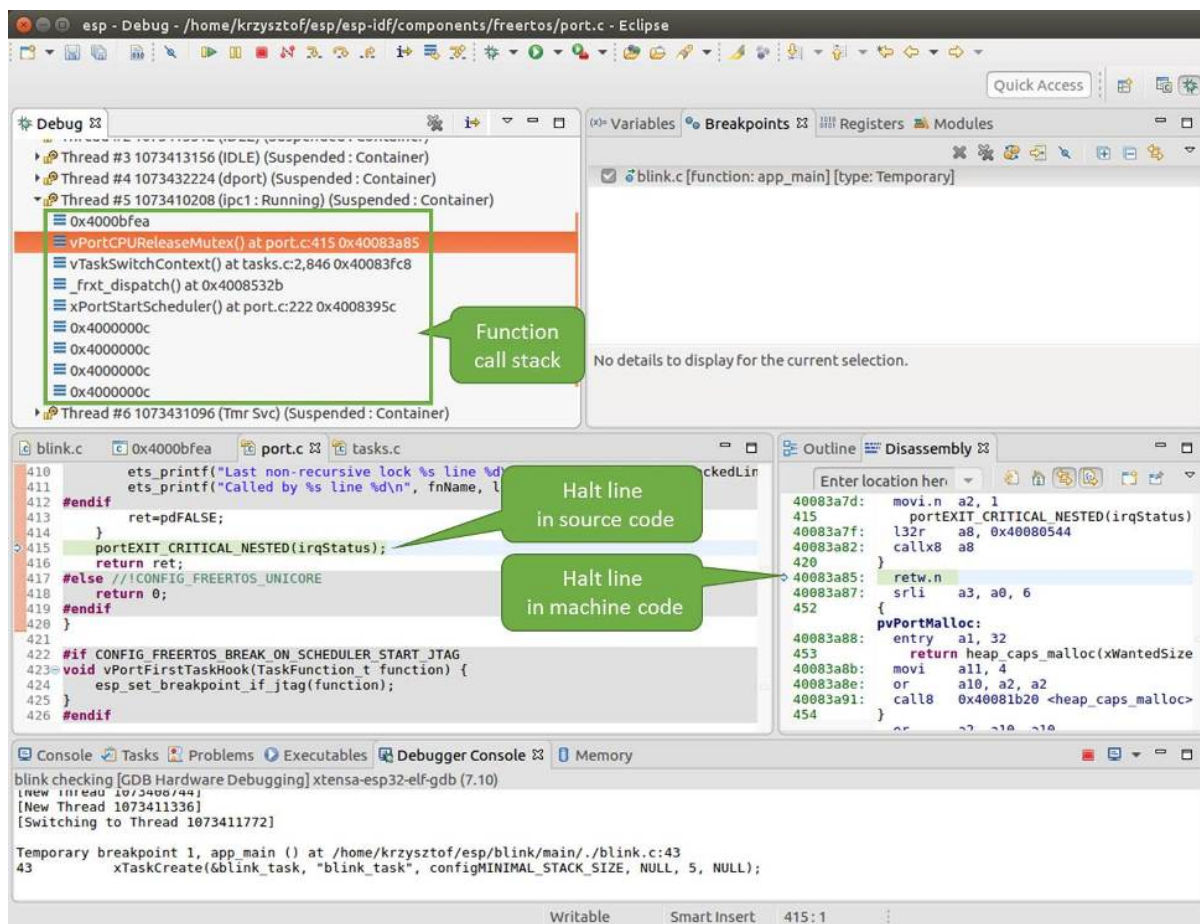 esp - Debug - /home/krzysztof/esp/esp-idf/components/freertos/port.c - Eclipse
Quick Access
Debug
Thread #3 1073413156 (IDLE) (Suspended : Container)
Thread #4 1073432224 (dport) (Suspended : Container)
Thread #5 1073410208 (ipc1 : Running) (Suspended : Container)
0x4000bfea
vPortCPUReleaseMutex() at port.c:415 0x40083a85
vTaskSwitchContext() at tasks.c:2,846 0x40083fc8
_frxt_dispatch() at 0x4008532b
xPortStartScheduler() at port.c:222 0x4008395c
0x4000000c
0x4000000c
0x4000000c
0x4000000c
Thread #6 1073431096 (Tmr Svc) (Suspended : Container)
Function
call stack
(x)= Variables Breakpoints Registers Modules
blink.c [function: app_main] [type: Temporary]
No details to display for the current selection.
blink.c 0x4000bfea port.c tasks.c
410 ets_printf("Last non-recursive lock %s line %d ckedLin
411 ets_printf("Called by %s line %d\n", fnName, l
412 #endif
413 ret=pdFALSE;
414 }
415 portEXIT_CRITICAL_NESTED(irqStatus);
416 return ret;
417 #else //!CONFIG_FREERTOS_UNICORE
418 return 0;
419 #endif
420 }
421
422 #if CONFIG_FREERTOS_BREAK_ON_SCHEDULER_START_JTAG
423 void vPortFirstTaskHook(TaskFunction_t function) {
424 esp_set_breakpoint_if_jtag(function);
425 }
426 #endif
Halt line
in source code
Halt line
in machine code
Outline Disassembly
Enter location her
40083a7d: movi.n a2, 1
415 portEXIT_CRITICAL_NESTED(irqStatus)
40083a7f: l32r a8, 0x40080544
40083a82: callx8 a8
420 }
40083a85: retw.n
40083a87: srli a3, a0, 6
452 {
pvPortMalloc:
40083a88: entry a1, 32
453 return heap_caps_malloc(xWantedSize
40083a8b: movi a11, 4
40083a8e: or a10, a2, a2
40083a91: call8 0x40081b20 <heap_caps_malloc>
454 }
Console Tasks Problems Executables Debugger Console Memory
blink checking [GDB Hardware Debugging] xtensa-esp32-elf-gdb (7.10)
[New Thread 1073408744]
[New Thread 1073411336]
[Switching to Thread 1073411772]
Temporary breakpoint 1, app_main () at /home/krzysztof/esp/blink/main/./blink.c:43
43 xTaskCreate(&blink_task, "blink_task", configMINIMAL_STACK_SIZE, NULL, 5, NULL);
Writable Smart Insert 415 : 1